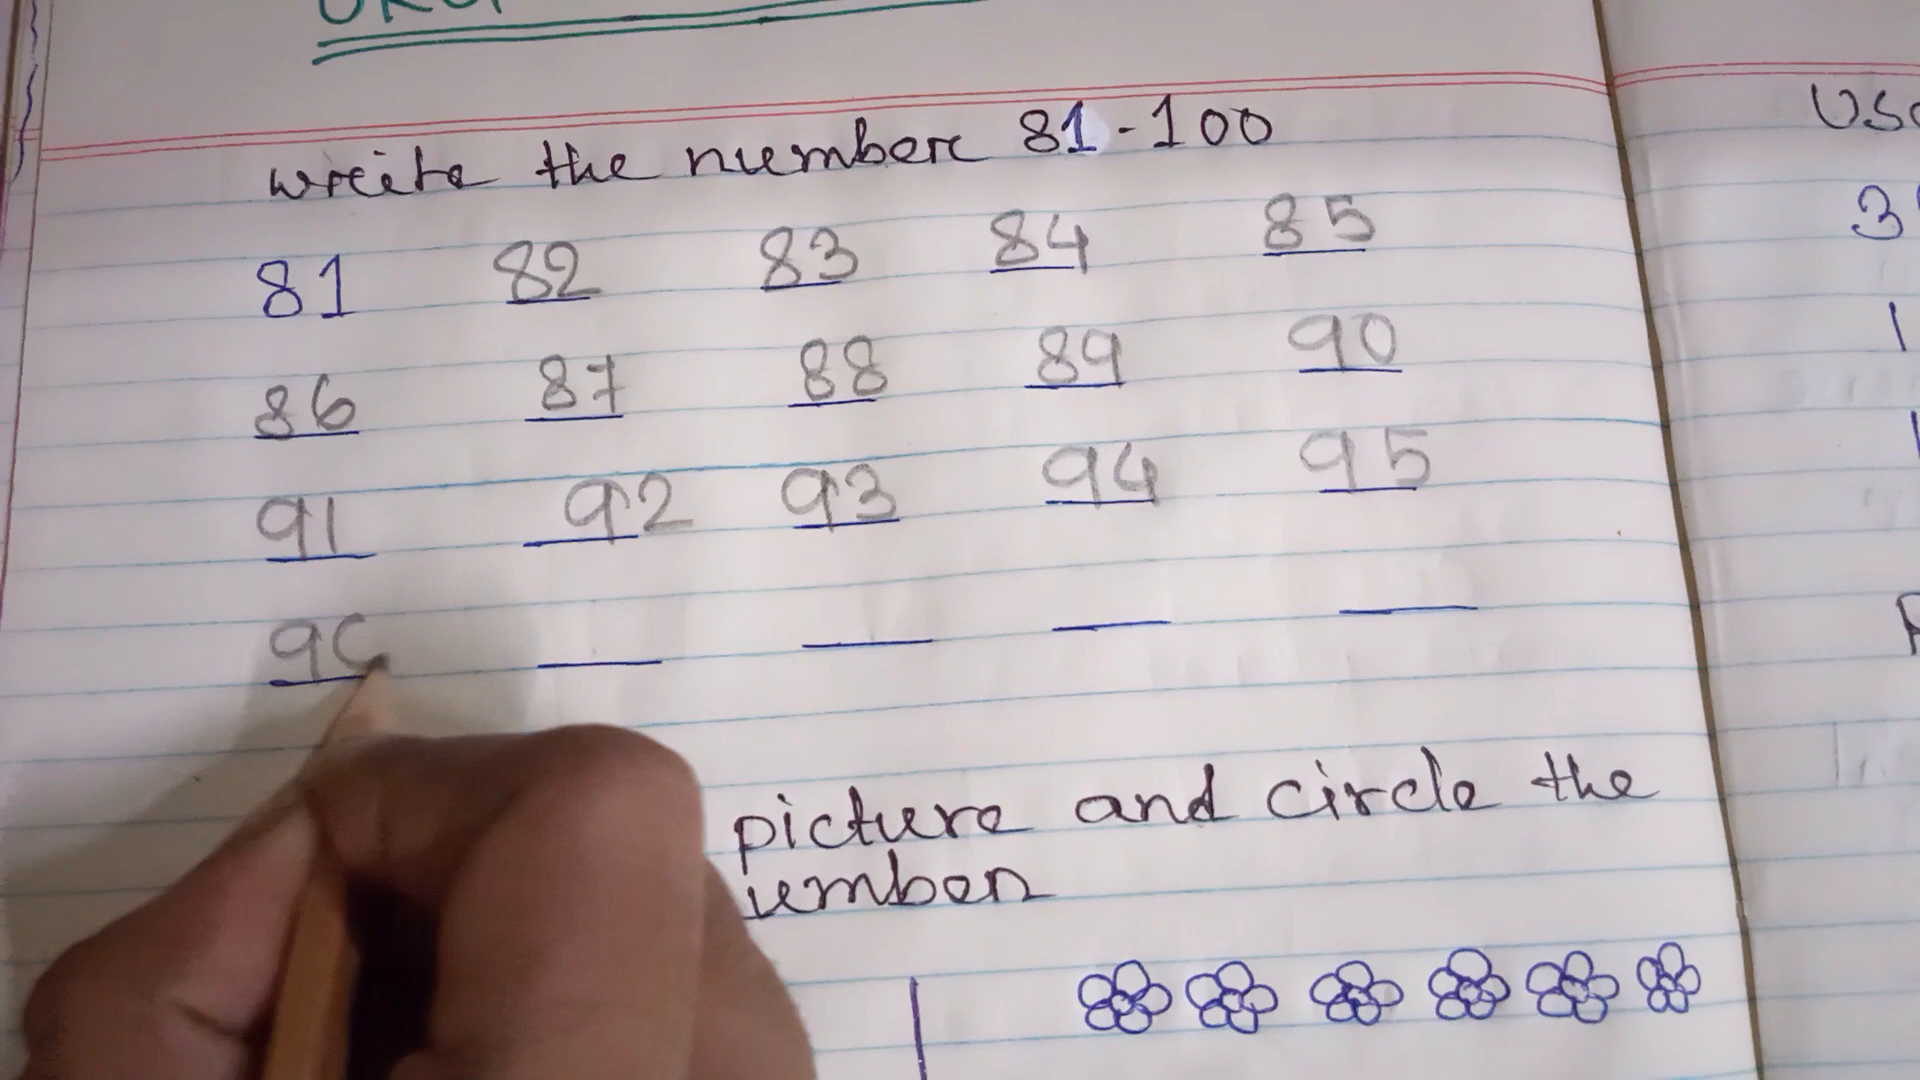 write the number 81-100
81 82 83 84 85
86 87 88 89 90
91 92 93 94 95
96
picture and circle the